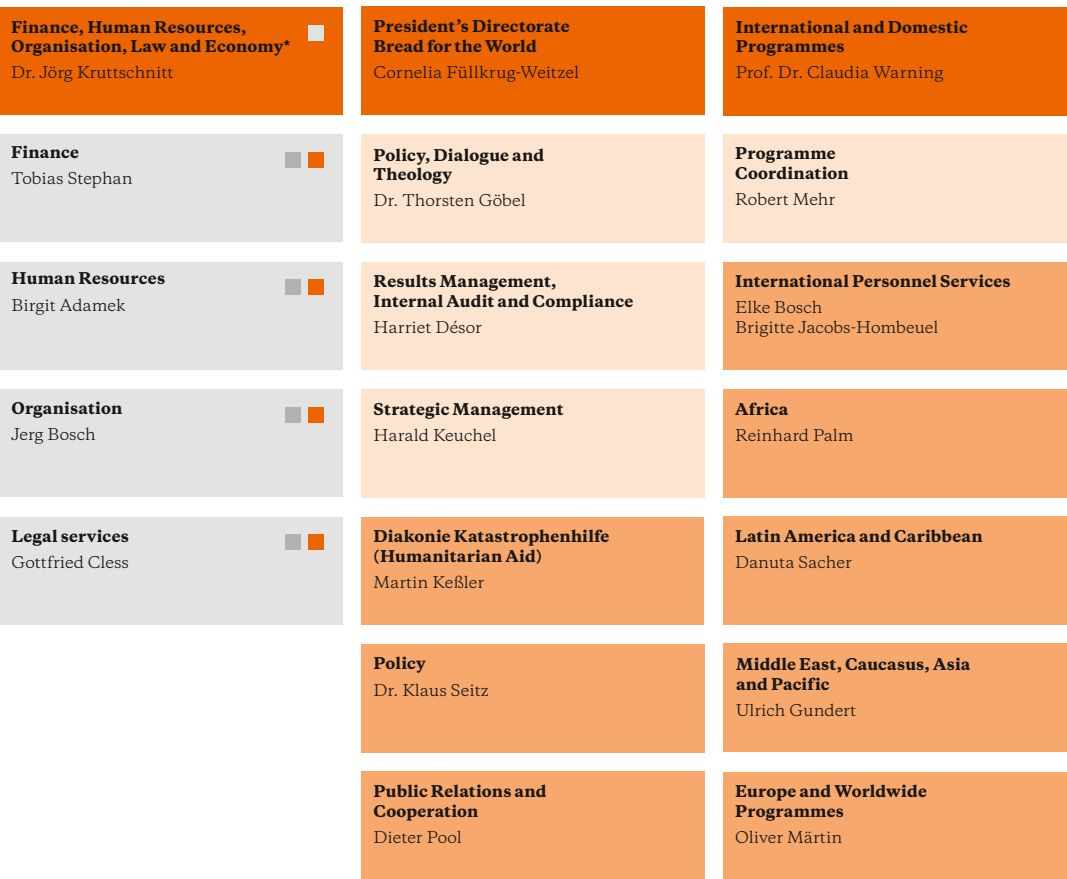 Finance, Human Resources,
Organisation, Law and Economy*
Dr. Jörg Kruttschnitt
Finance
Tobias Stephan
Human Resources
Birgit Adamek
Organisation
Jerg Bosch
Legal services
Gottfried Cless
President’s Directorate
Bread for the World
Cornelia Füllkrug-Weitzel
Policy, Dialogue and
Theology
Dr. Thorsten Göbel
Results Management,
Internal Audit and Compliance
Harriet Désor
Strategic Management
Harald Keuchel
Diakonie Katastrophenhilfe
(Humanitarian Aid)
Martin Keßler
Policy
Dr. Klaus Seitz
Public Relations and
Cooperation
Dieter Pool
International and Domestic
Programmes
Prof. Dr. Claudia Warning
Programme
Coordination
Robert Mehr
International Personnel Services
Elke Bosch
Brigitte Jacobs-Hombeuel
Africa
Reinhard Palm
Latin America and Caribbean
Danuta Sacher
Middle East, Caucasus, Asia
and Pacific
Ulrich Gundert
Europe and Worldwide
Programmes
Oliver Märtin